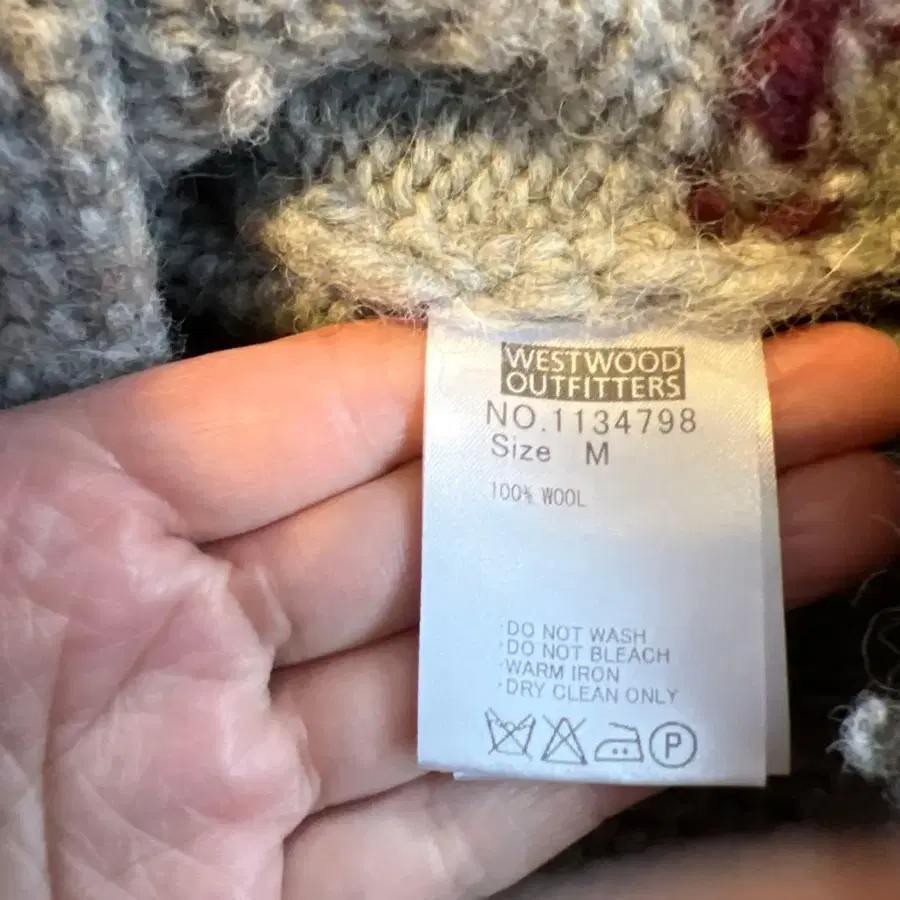 WESTWOOD
OUTFITTERS
NO.1134798
Size M
100% WOOL
·DO NOT WASH
·DO NOT BLEACH
·WARM IRON
·DRY CLEAN ONLY
P